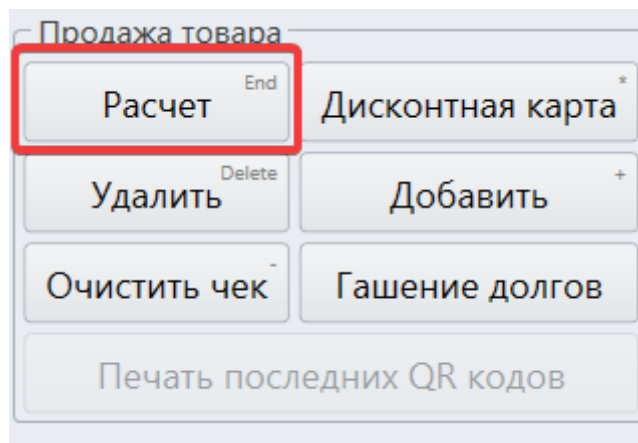 Продажа товара
Расчет End
Дисконтная карта *
Удалить Delete
Добавить +
Очистить чек -
Гашение долгов
Печать последних QR кодов